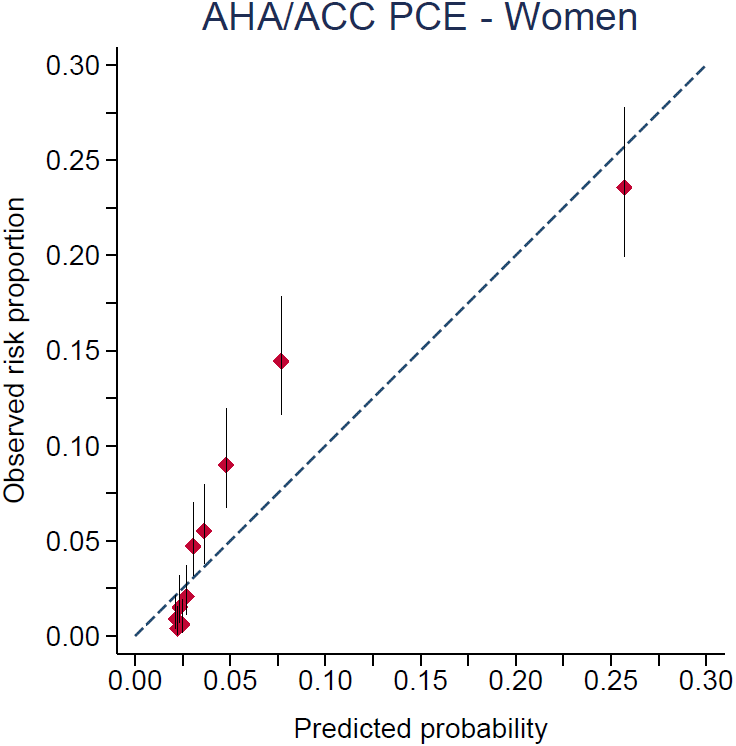 AHA/ACC PCE - Women
Observed risk proportion
0.30
0.25
0.20
0.15
0.10
0.05
0.00
0.00 0.05 0.10 0.15 0.20 0.25 0.30
Predicted probability